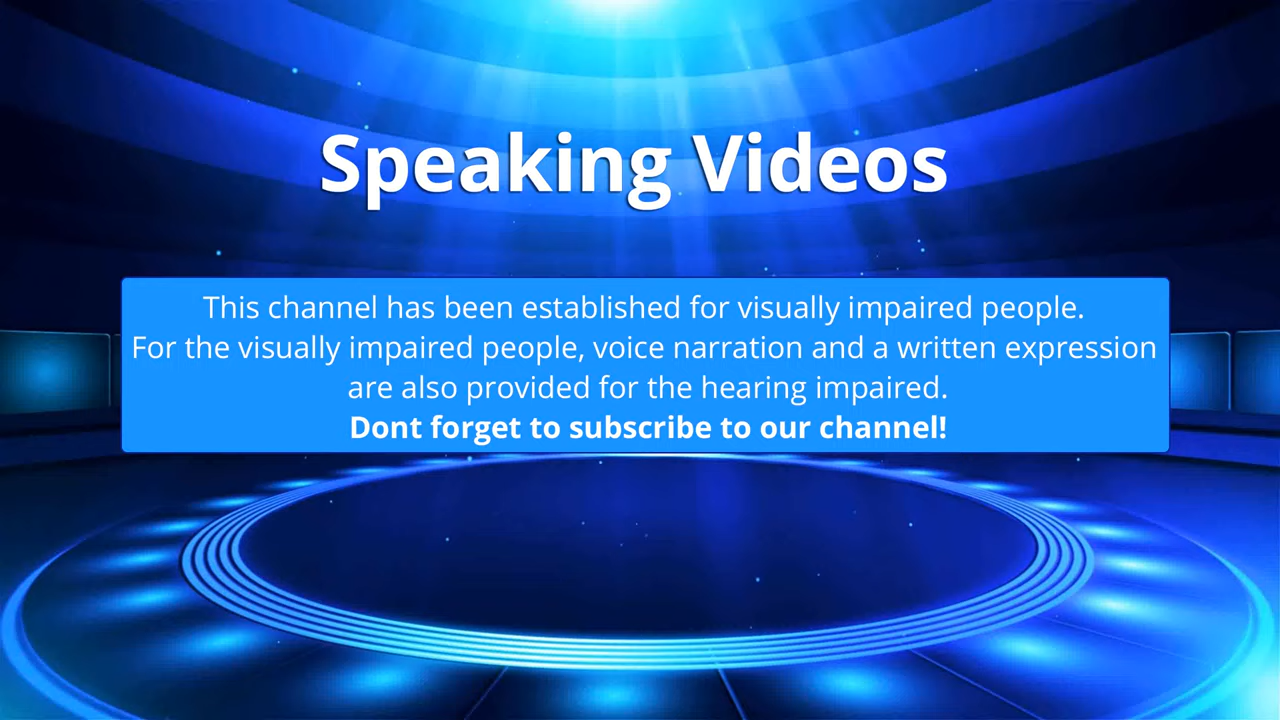 Speaking Videos
This channel has been established for visually impaired people.
For the visually impaired people, voice narration and a written expression
are also provided for the hearing impaired.
Dont forget to subscribe to our channel!